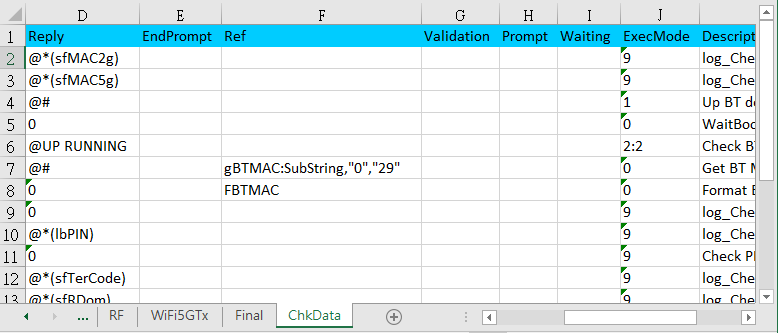 D E F G H I J
1 Reply EndPrompt Ref Validation Prompt Waiting ExecMode Descript
2 @*(sfMAC2g) 9 log_Che
3 @*(sfMAC5g) 9 log_Che
4 @# 1 Up BT de
5 0 0 WaitBoo
6 @UP RUNNING 2:2 Check BT
7 @# gBTMAC:SubString,"0","29" 0 Get BT M
8 0 FBTMAC 0 Format B
9 0 9 log_Che
10 @*(lbPIN) 9 log_Che
11 0 9 Check PI
12 @*(sfTerCode) 9 log_Che
13 @*(sfRDom) 9 log_Che
... RF WiFi5GTx Final ChkData